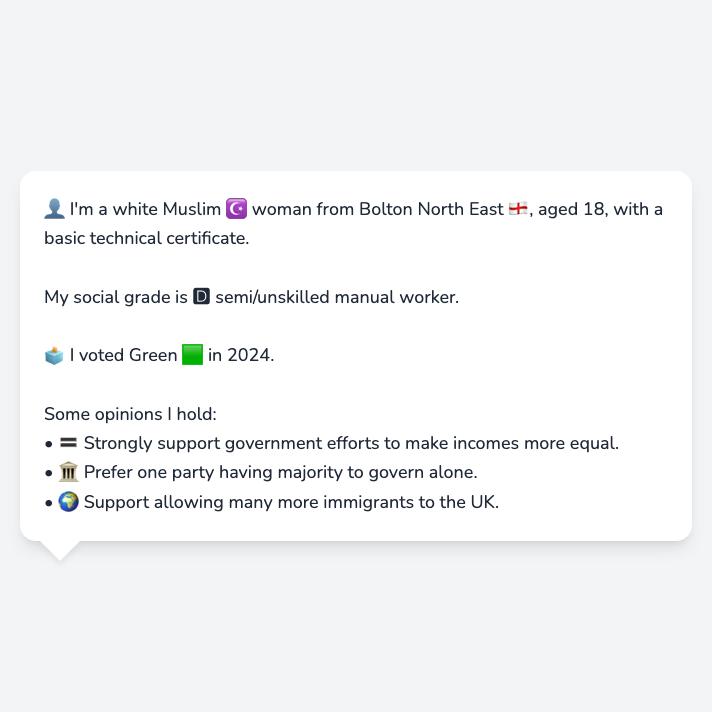 👤 I'm a white Muslim ☪️ woman from Bolton North East 🏴󠁧󠁢󠁥󠁮󠁧󠁿, aged 18, with a
basic technical certificate.
My social grade is 🅳 semi/unskilled manual worker.
🗳️ I voted Green 🟩 in 2024.
Some opinions I hold:
• 🟰 Strongly support government efforts to make incomes more equal.
• 🏛️ Prefer one party having majority to govern alone.
• 🌍 Support allowing many more immigrants to the UK.